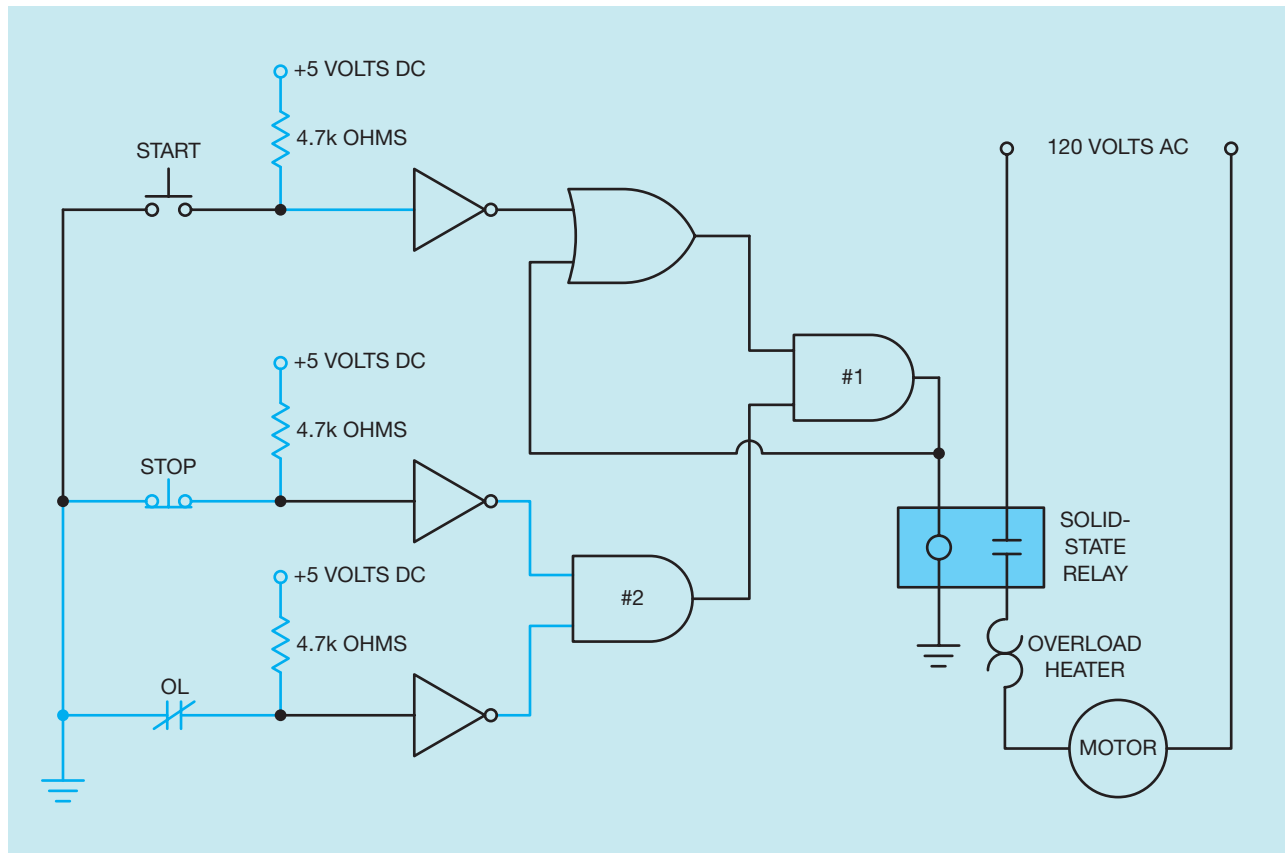 +5 VOLTS DC
4.7k OHMS
START
120 VOLTS AC
+5 VOLTS DC
4.7k OHMS
#1
STOP
SOLID-
STATE
RELAY
+5 VOLTS DC
4.7k OHMS
#2
OVERLOAD
HEATER
OL
MOTOR